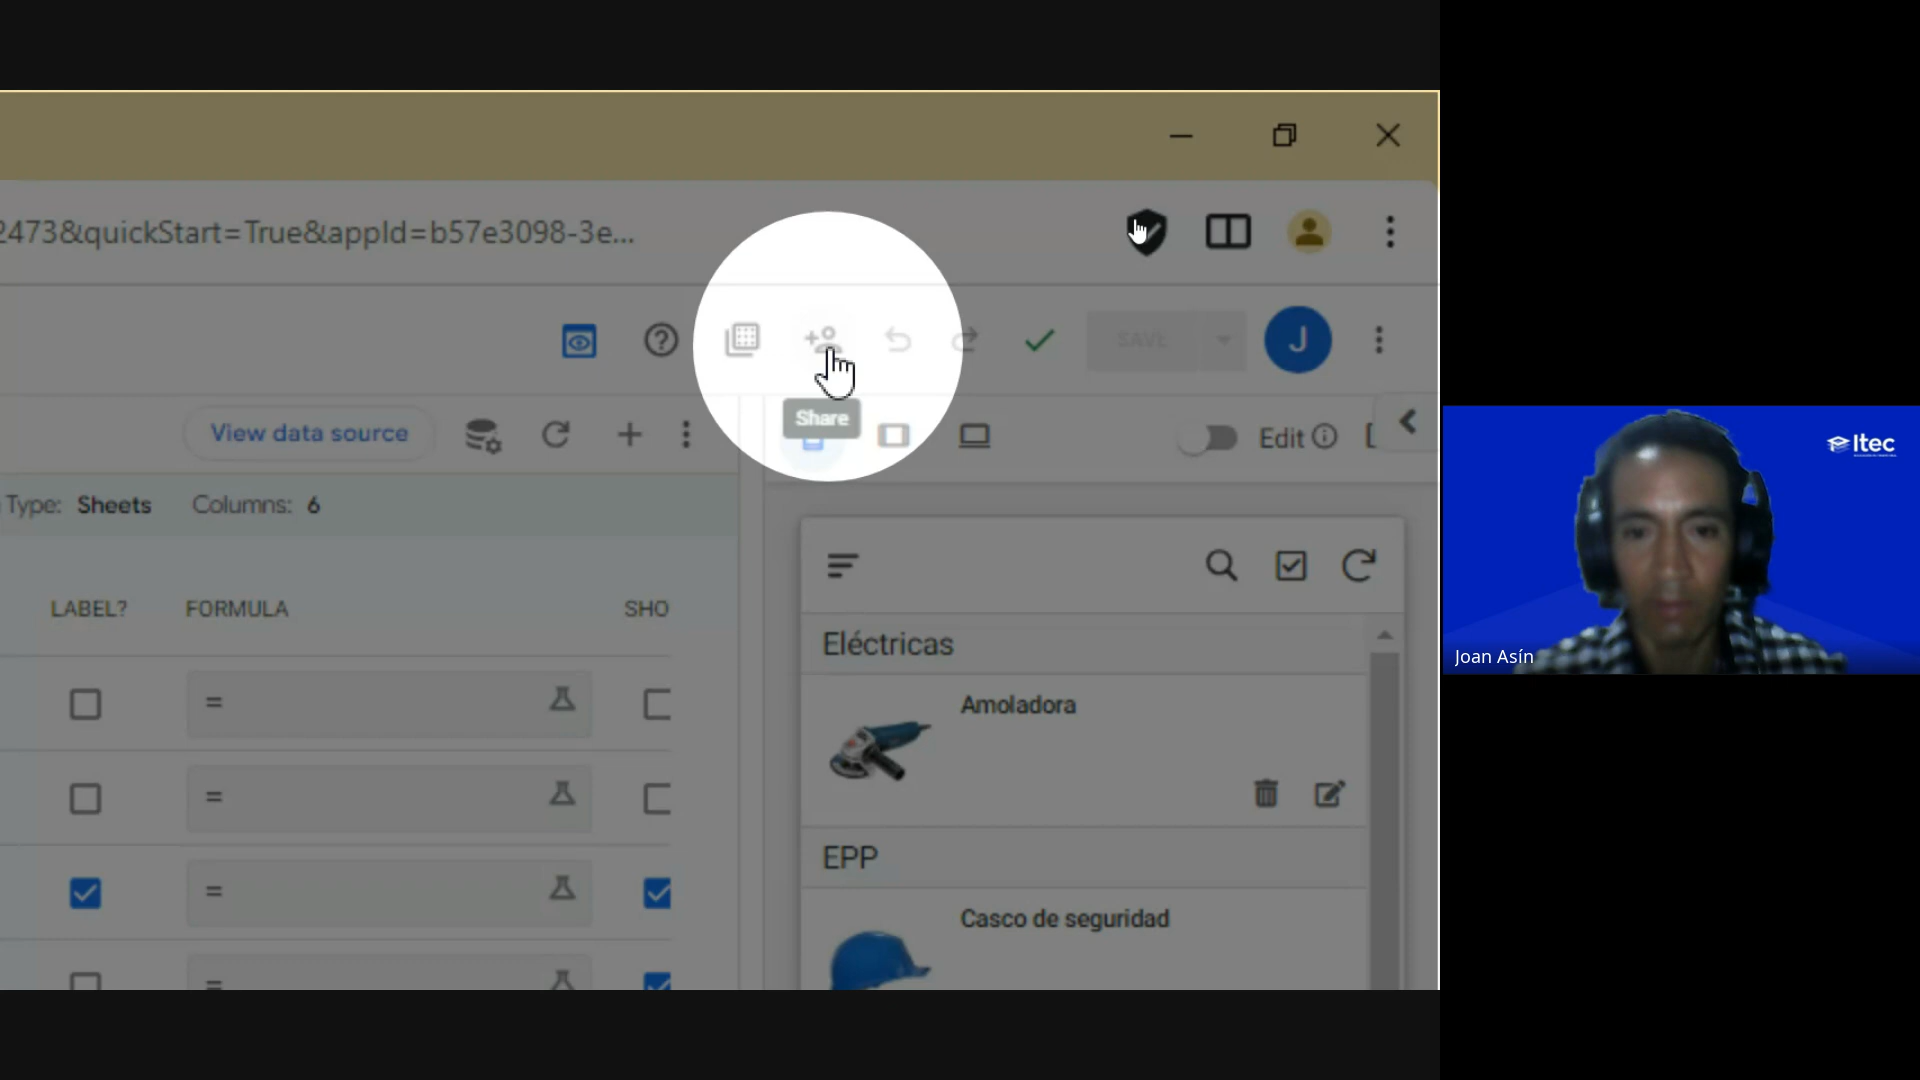 2473&quickStart=True&appId=b57e3098-3e...
SAVE
J
View data source
Share
Edit
Type: Sheets Columns: 6
LABEL? FORMULA SHO
Eléctricas
=
Amoladora
=
EPP
=
Casco de seguridad
=
Itec
Joan Asín